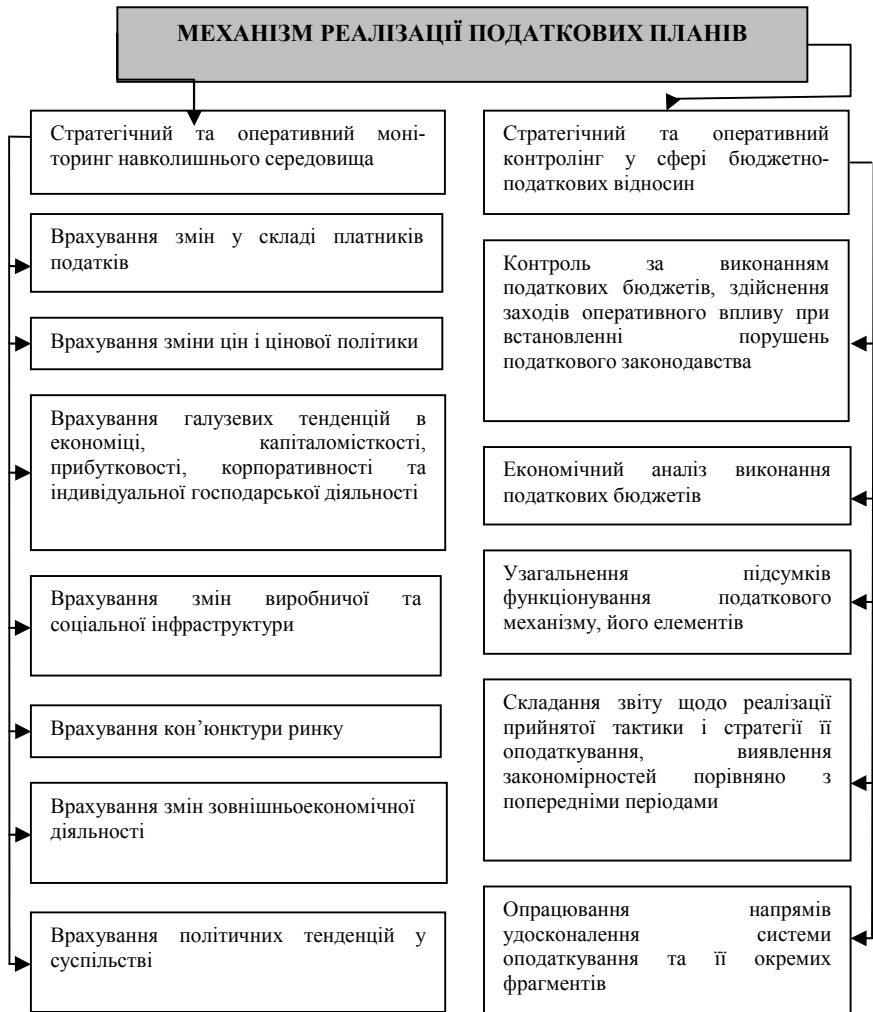 МЕХАНІЗМ РЕАЛІЗАЦІЇ ПОДАТКОВИХ ПЛАНІВ
Стратегічний та оперативний моні-
торинг навколишнього середовища
Врахування змін у складі платників
податків
Врахування зміни цін і цінової політики
Врахування галузевих тенденцій в
економіці, капіталомісткості,
прибутковості, корпоративності та
індивідуальної господарської діяльності
Врахування змін виробничої та
соціальної інфраструктури
Врахування кон’юнктури ринку
Врахування змін зовнішньоекономічної
діяльності
Врахування політичних тенденцій у
суспільстві
Стратегічний та оперативний
контролінг у сфері бюджетно-
податкових відносин
Контроль за виконанням
податкових бюджетів, здійснення
заходів оперативного впливу при
встановленні порушень
податкового законодавства
Економічний аналіз виконання
податкових бюджетів
Узагальнення підсумків
функціонування податкового
механізму, його елементів
Складання звіту щодо реалізації
прийнятої тактики і стратегії її
оподаткування, виявлення
закономірностей порівняно з
попередніми періодами
Опрацювання напрямів
удосконалення системи
оподаткування та її окремих
фрагментів